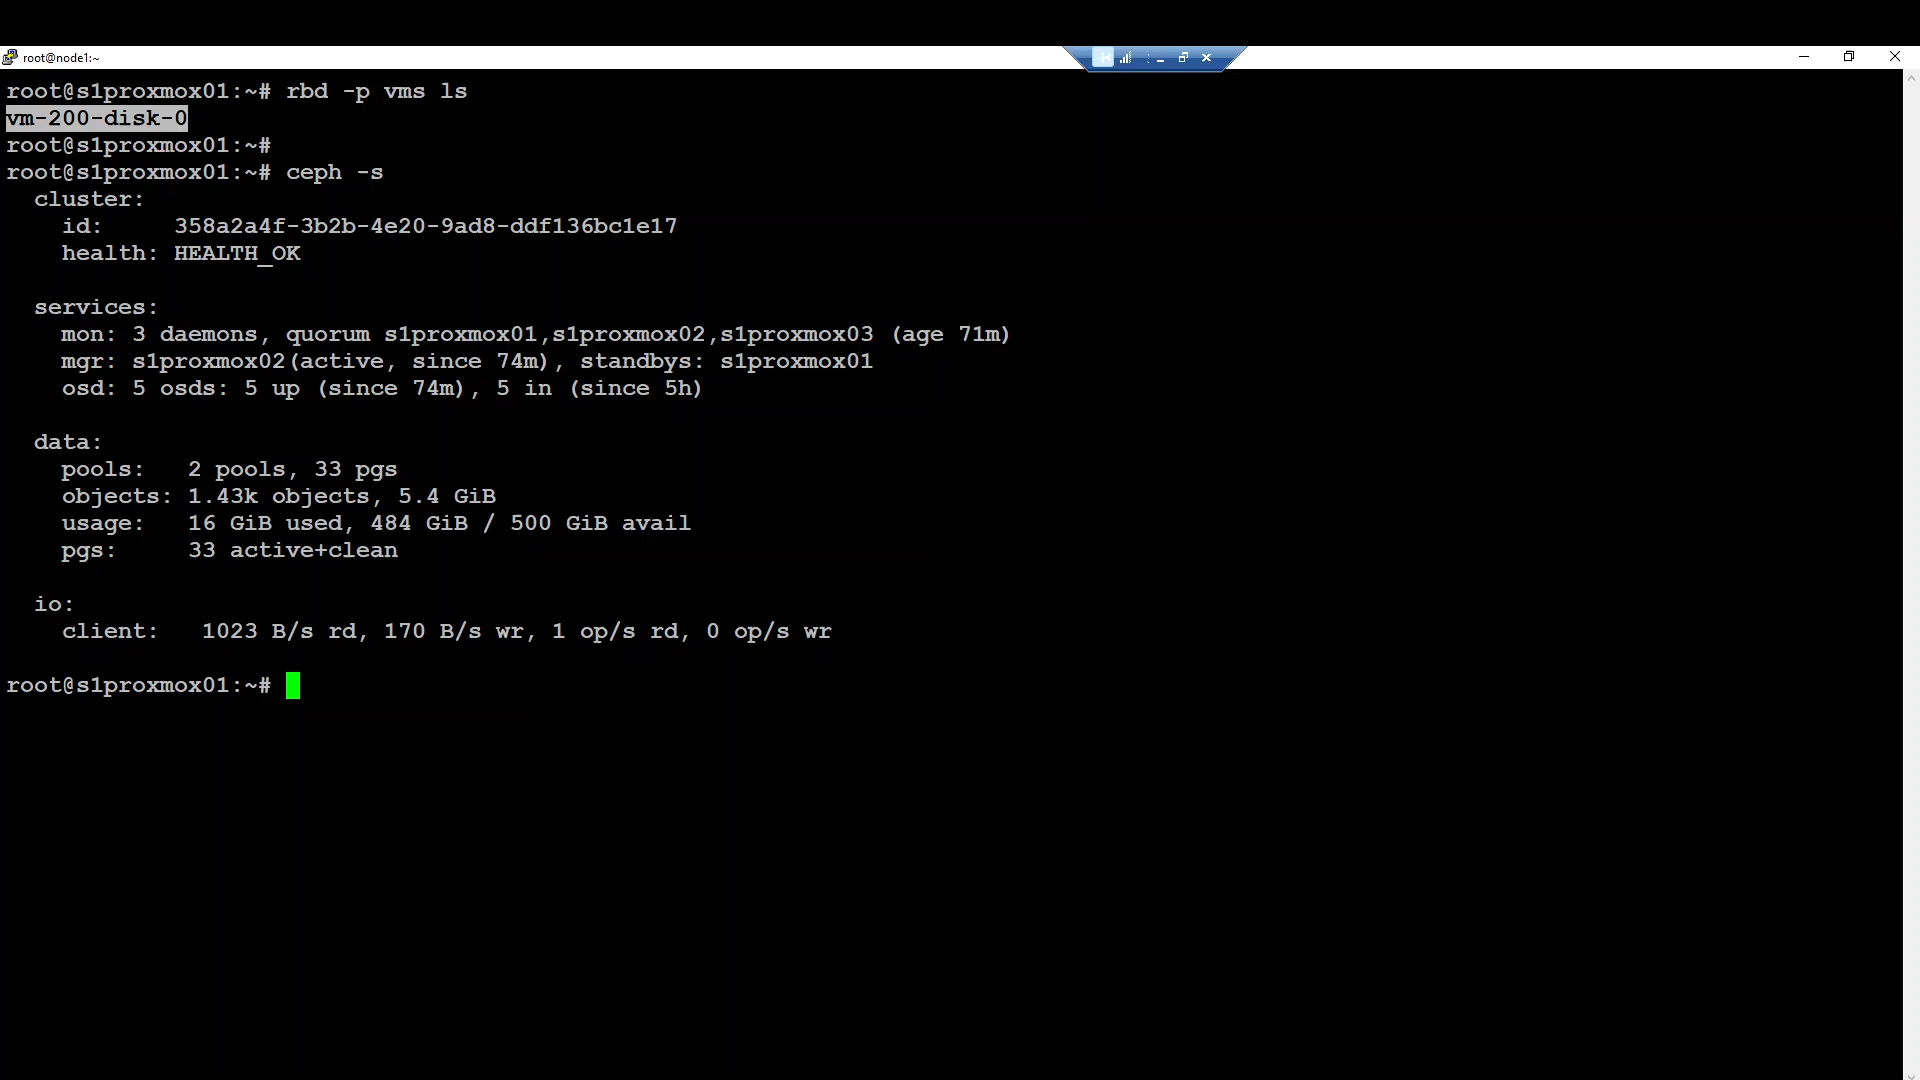 root@node1:~
root@s1proxmox01:~# rbd -p vms ls
vm-200-disk-0
root@s1proxmox01:~#
root@s1proxmox01:~# ceph -s
  cluster:
    id:     358a2a4f-3b2b-4e20-9ad8-ddf136bc1e17
    health: HEALTH_OK

  services:
    mon: 3 daemons, quorum s1proxmox01,s1proxmox02,s1proxmox03 (age 71m)
    mgr: s1proxmox02(active, since 74m), standbys: s1proxmox01
    osd: 5 osds: 5 up (since 74m), 5 in (since 5h)

  data:
    pools:   2 pools, 33 pgs
    objects: 1.43k objects, 5.4 GiB
    usage:   16 GiB used, 484 GiB / 500 GiB avail
    pgs:     33 active+clean

  io:
    client:   1023 B/s rd, 170 B/s wr, 1 op/s rd, 0 op/s wr

root@s1proxmox01:~#